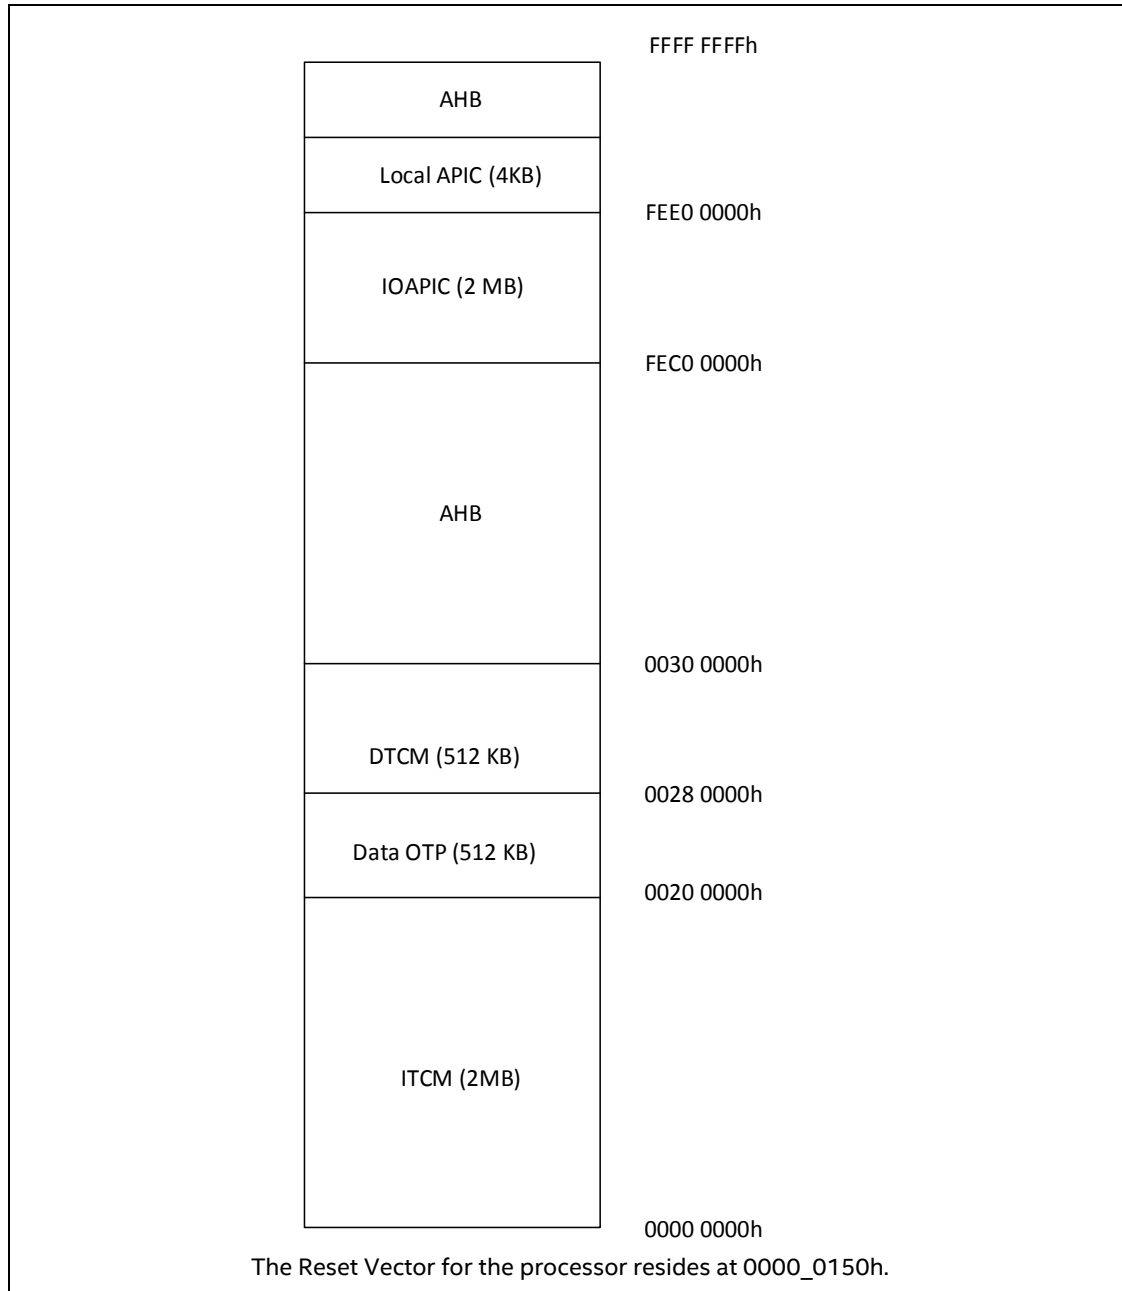 FFFF FFFFh
AHB
Local APIC (4KB)
FEE0 0000h
IOAPIC (2 MB)
FEC0 0000h
AHB
0030 0000h
DTCM (512 KB)
0028 0000h
Data OTP (512 KB)
0020 0000h
ITCM (2MB)
0000 0000h
The Reset Vector for the processor resides at 0000_0150h.